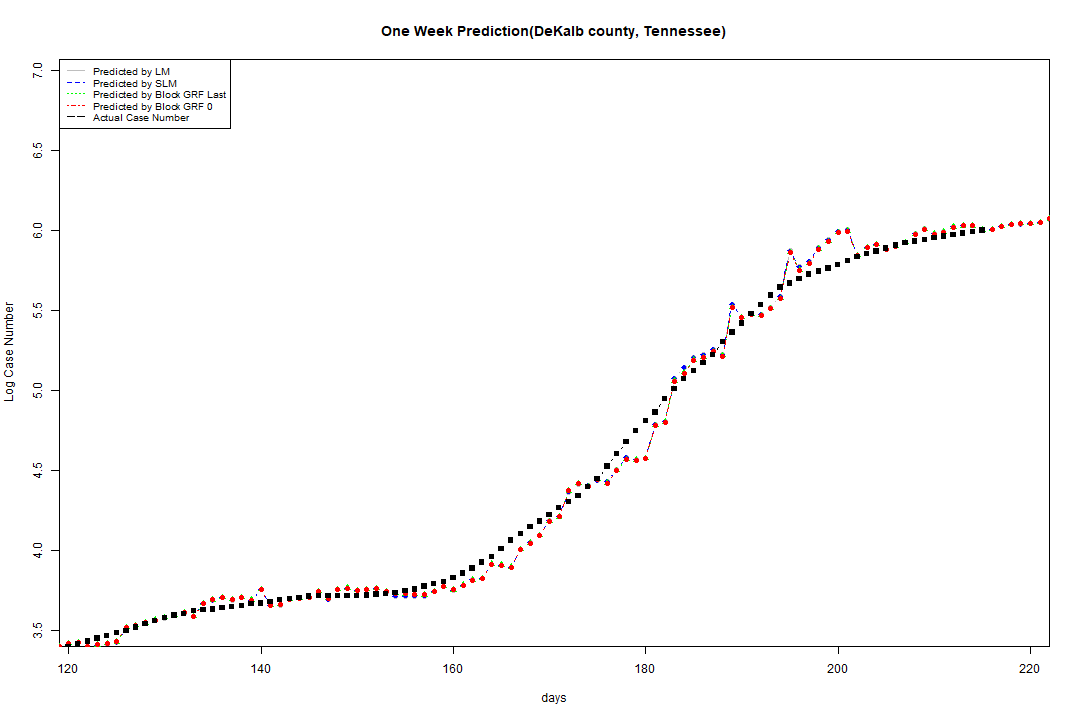 One Week Prediction(DeKalb county, Tennessee)
Predicted by LM
Predicted by SLM
Predicted by Block GRF Last
Predicted by Block GRF 0
Actual Case Number
7.0
6.5
6.0
5.5
5.0
4.5
4.0
3.5
Log Case Number
120 140 160 180 200 220
days